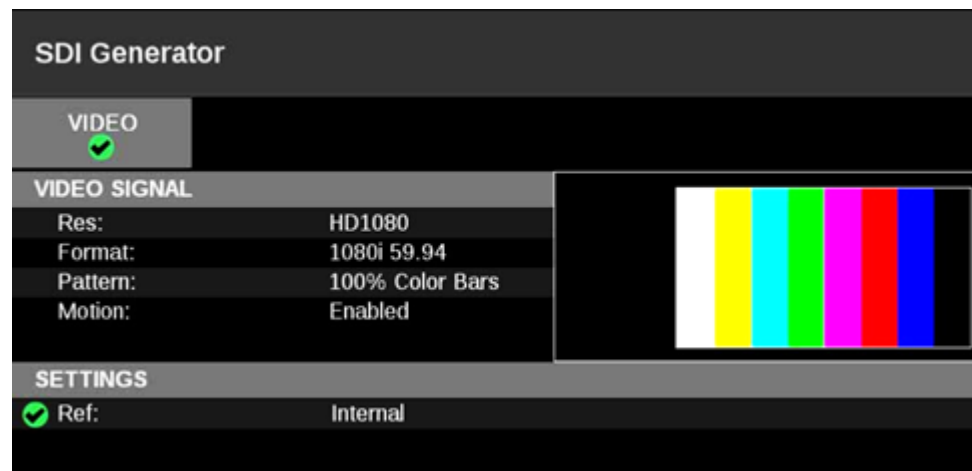 SDI Generator
VIDEO
VIDEO SIGNAL
Res: HD1080
Format: 1080i 59.94
Pattern: 100% Color Bars
Motion: Enabled
SETTINGS
Ref: Internal